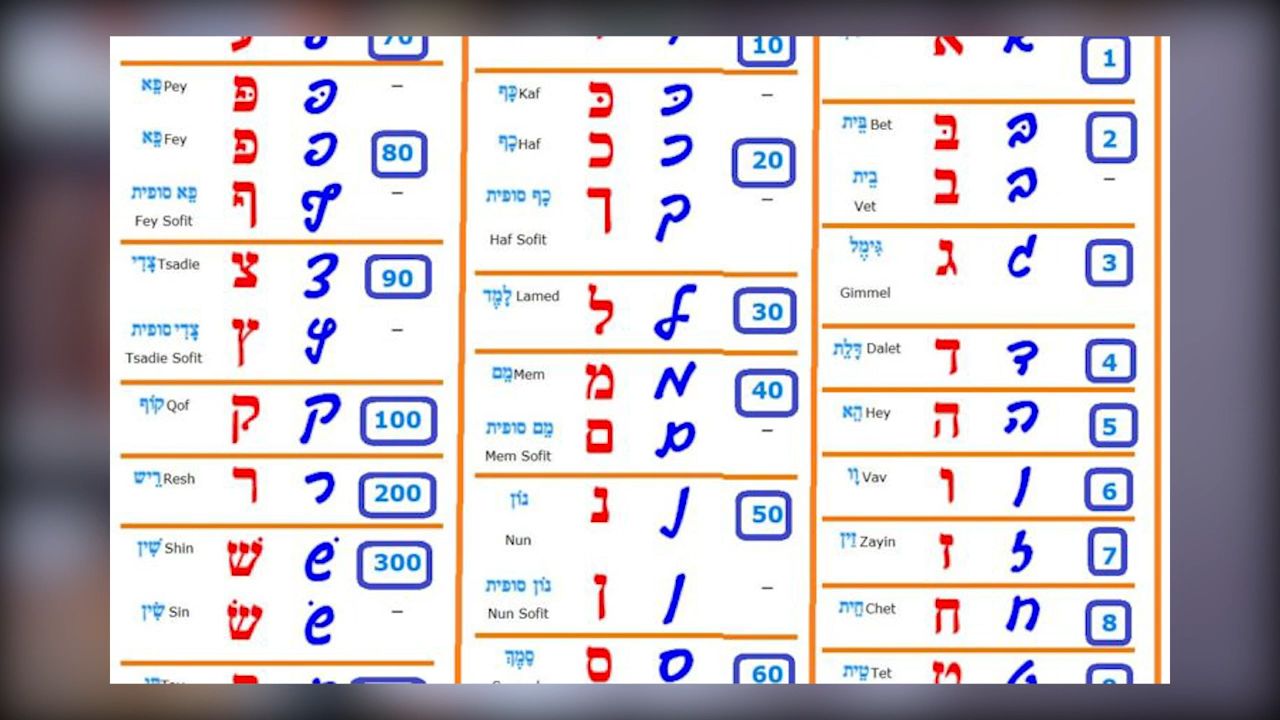 1
בֵּית Bet בּ בּ 2
בֵית ב ב –
Vet
גִּימֶל ג ג 3
Gimmel
דָּלֶת Dalet ד ד 4
הֵא Hey ה ה 5
וָו Vav ו ו 6
זַיִן Zayin ז ז 7
חֵית Chet ח ח 8
טֵית Tet
10
כָּף Kaf כּ כּ –
כָף Haf כ כ 20
כָף סופית ך ך –
Haf Sofit
לָמֶד Lamed ל ל 30
מֵם Mem מ מ 40
מֵם סופית ם ם –
Mem Sofit
נוּן נ נ 50
Nun
נוּן סופית ן ן –
Nun Sofit
סָמֶךְ ס ס 60
70
פֵּא Pey פּ פּ –
פֵא Fey פ פ 80
פֵא סופית ף ף –
Fey Sofit
צָדִי Tsadie צ צ 90
צָדִי סופית ץ ץ –
Tsadie Sofit
קוֹף Qof ק ק 100
רֵישׁ Resh ר ר 200
שִׁין Shin שׁ שׁ 300
שִׂין Sin שׂ שׂ –